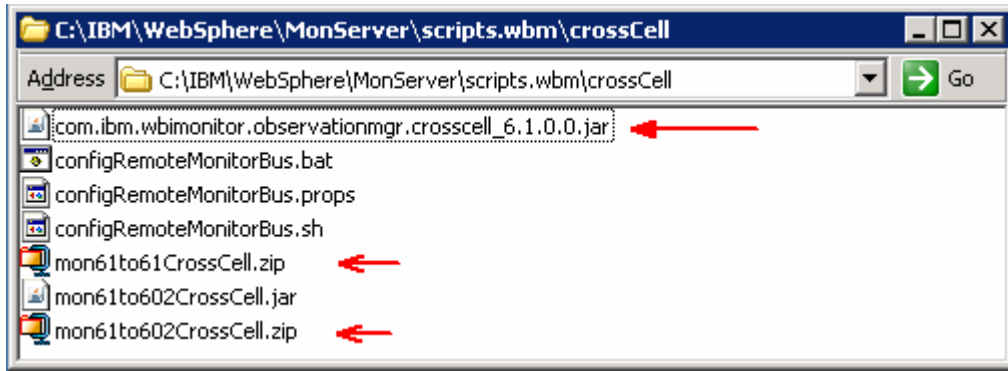 C:\IBM\WebSphere\MonServer\scripts.wbm\crossCell
Address C:\IBM\WebSphere\MonServer\scripts.wbm\crossCell Go
com.ibm.wbimonitor.observationmgr.crosscell_6.1.0.0.jar
configRemoteMonitorBus.bat
configRemoteMonitorBus.props
configRemoteMonitorBus.sh
mon61to61CrossCell.zip
mon61to602CrossCell.jar
mon61to602CrossCell.zip